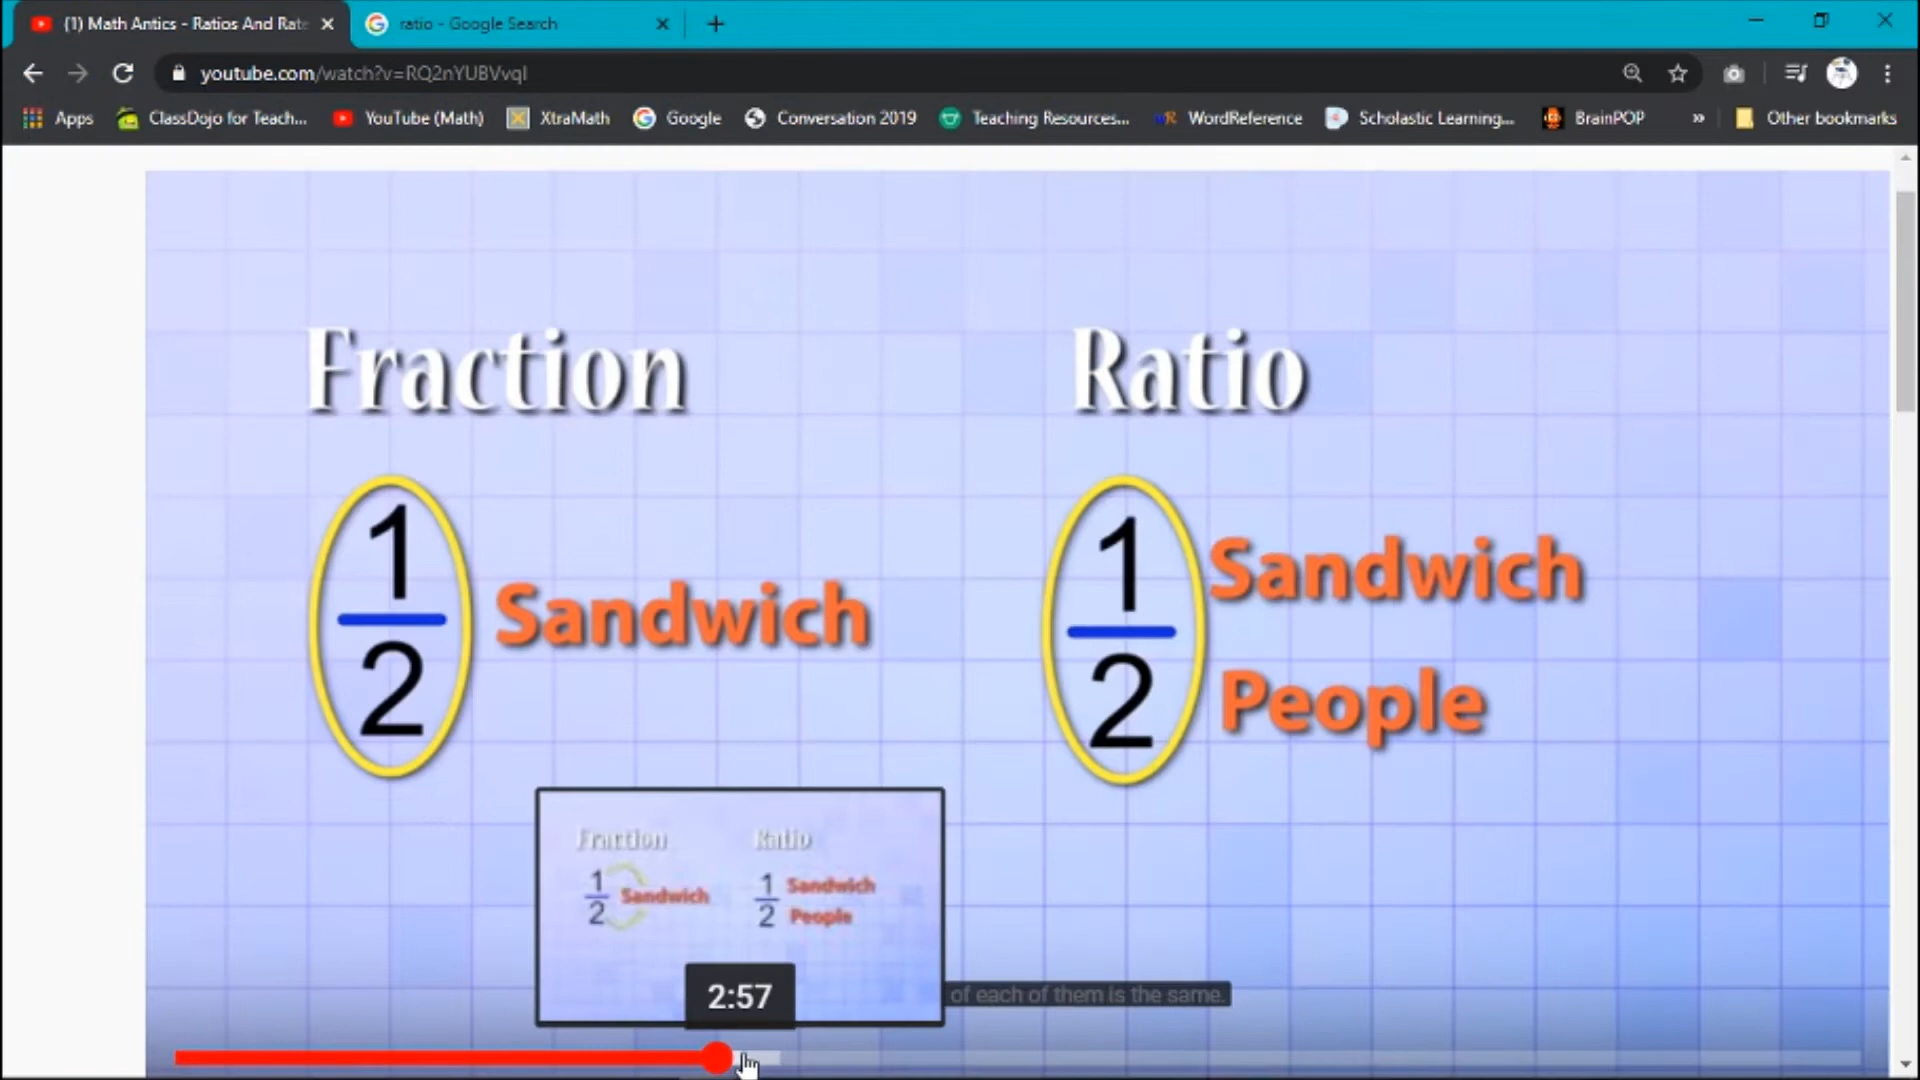 (1) Math Antics - Ratios And Rate
ratio - Google Search
youtube.com/watch?v=RQ2nYUBVvqI
Apps
ClassDojo for Teach...
YouTube (Math)
XtraMath
Google
Conversation 2019
Teaching Resources...
WordReference
Scholastic Learning...
BrainPOP
»
Other bookmarks
Fraction
Ratio
1
2
Sandwich
1
2
Sandwich
People
Fraction
Ratio
1
2
Sandwich
1
2
Sandwich
People
2:57
of each of them is the same.